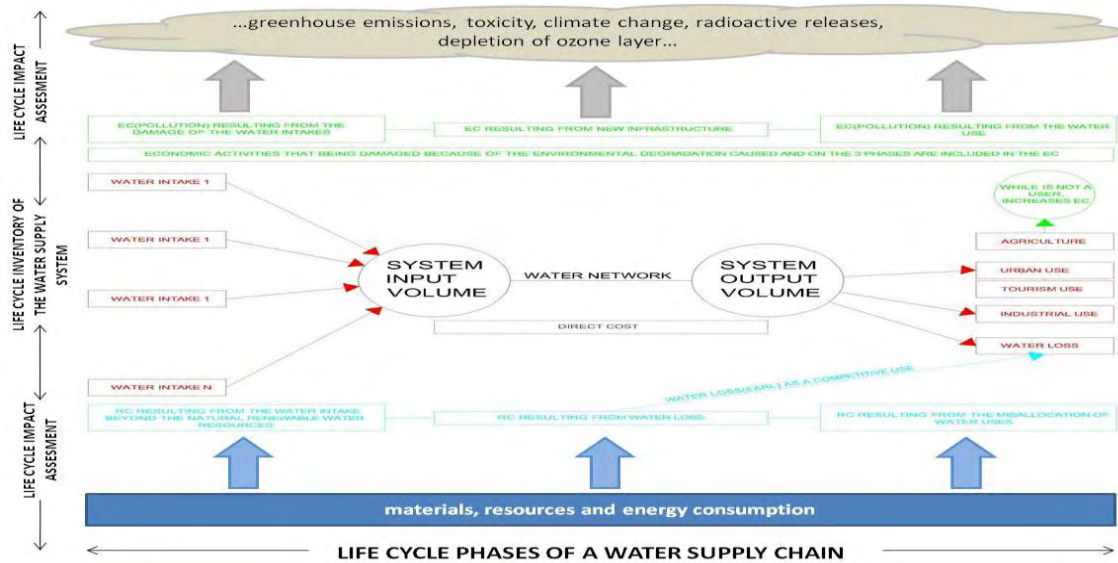 ...greenhouse emissions, toxicity, climate change, radioactive releases,
depletion of ozone layer...
LIFE CYCLE IMPACT
ASSESMENT
EC(POLLUTION) RESULTING FROM THE
DAMAGE OF THE WATER INTAKES
EC RESULTING FROM NEW INFRASTRUCTURE
EC(POLLUTION) RESULTING FROM THE WATER
USE
ECONOMIC ACTIVITIES THAT BEING DAMAGED BECAUSE OF THE ENVIRONMENTAL DEGRADATION CAUSED AND ON THE 3 PHASES ARE INCLUDED IN THE EC
LIFE CYCLE INVENTORY OF
THE WATER SUPPLY
SYSTEM
WATER INTAKE 1
WATER INTAKE 1
WATER INTAKE 1
WATER INTAKE N
SYSTEM
INPUT
VOLUME
WATER NETWORK
SYSTEM
OUTPUT
VOLUME
DIRECT COST
WHILE IS NOT A
USER,
INCREASES EC
AGRICULTURE
URBAN USE
TOURISM USE
INDUSTRIAL USE
WATER LOSS
WATER LOSS(EARL) AS A COMPETITIVE USE
LIFE CYCLE IMPACT
ASSESMENT
RC RESULTING FROM THE WATER INTAKE
BEYOND THE NATURAL RENEWABLE WATER
RESOURCES
RC RESULTING FROM WATER LOSS
RC RESULTING FROM THE MISALLOCATION OF
WATER USES
materials, resources and energy consumption
LIFE CYCLE PHASES OF A WATER SUPPLY CHAIN